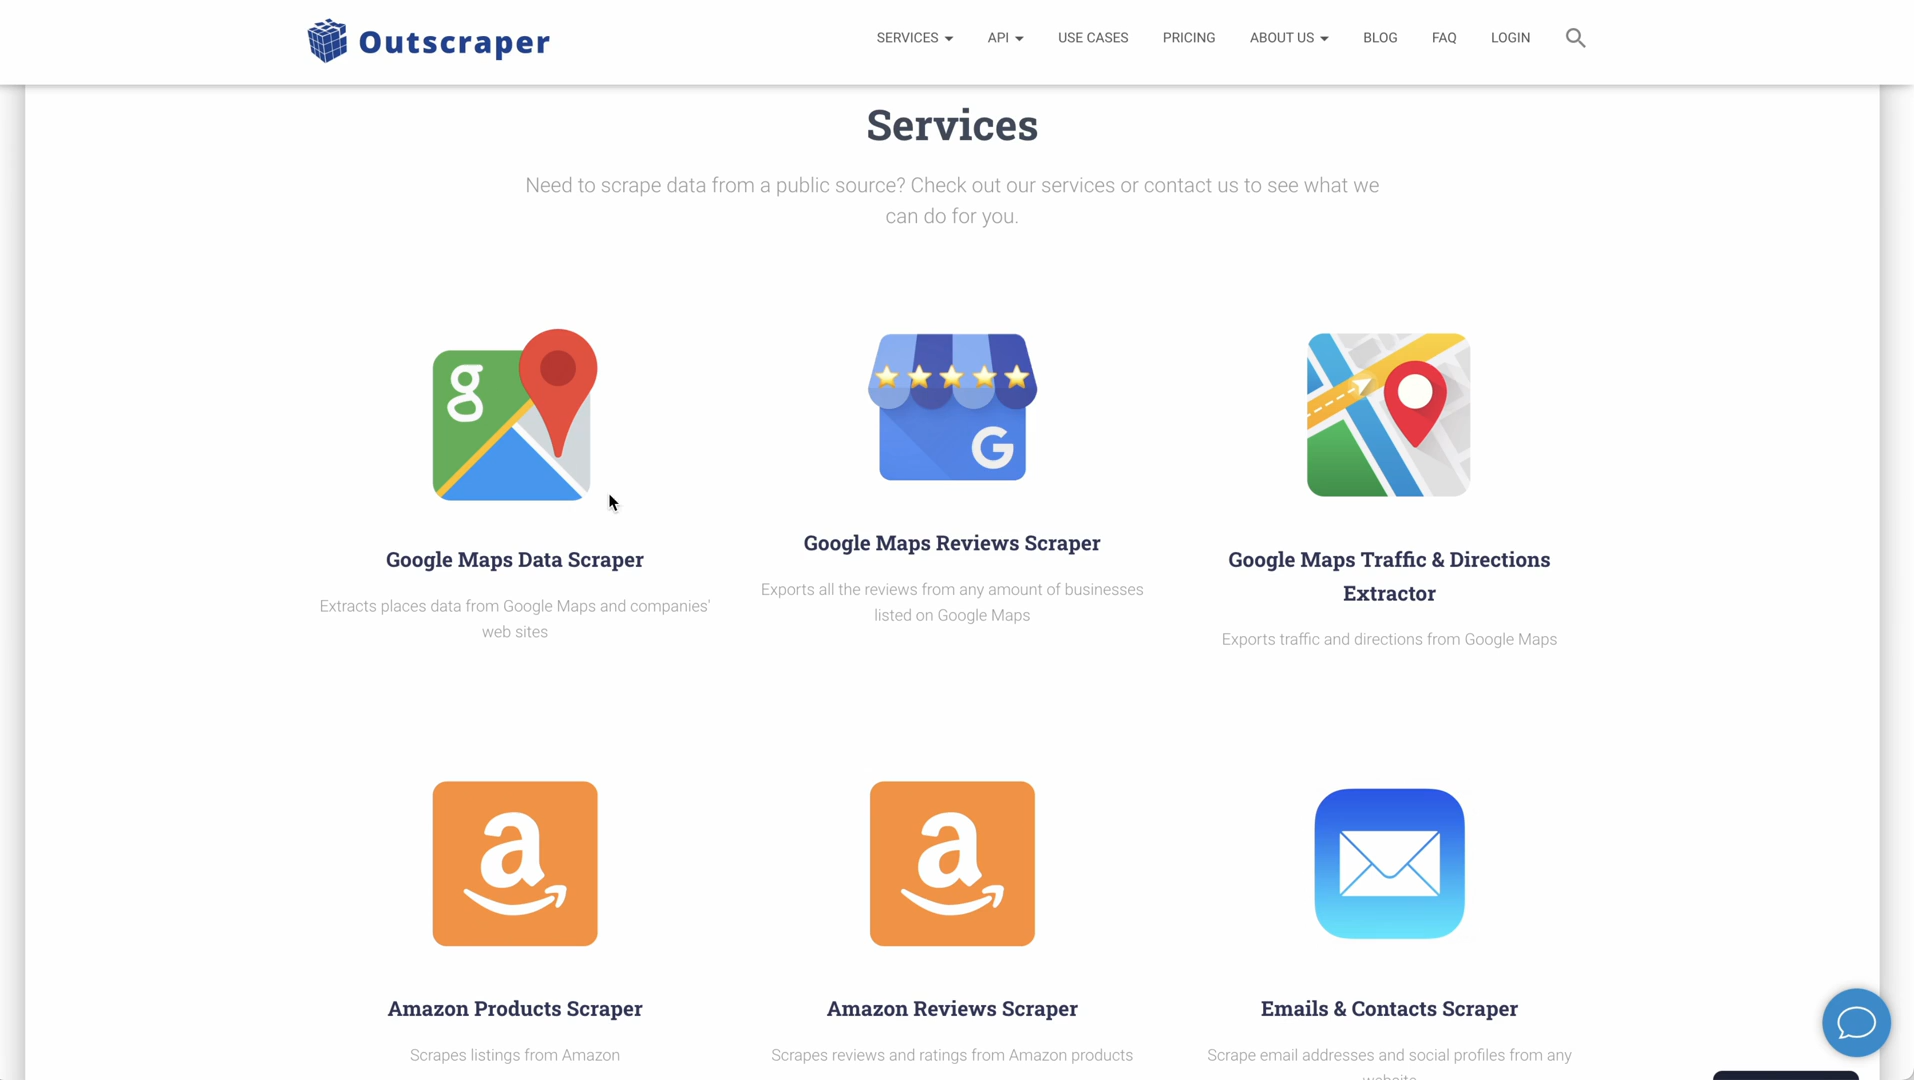 Outscraper
SERVICES
API
USE CASES
PRICING
ABOUT US
BLOG
FAQ
LOGIN
Services
Need to scrape data from a public source? Check out our services or contact us to see what we
can do for you.
g
G
Google Maps Data Scraper
Extracts places data from Google Maps and companies'
web sites
Google Maps Reviews Scraper
Exports all the reviews from any amount of businesses
listed on Google Maps
Google Maps Traffic & Directions
Extractor
Exports traffic and directions from Google Maps
a
a
Amazon Products Scraper
Scrapes listings from Amazon
Amazon Reviews Scraper
Scrapes reviews and ratings from Amazon products
Emails & Contacts Scraper
Scrape email addresses and social profiles from any
website